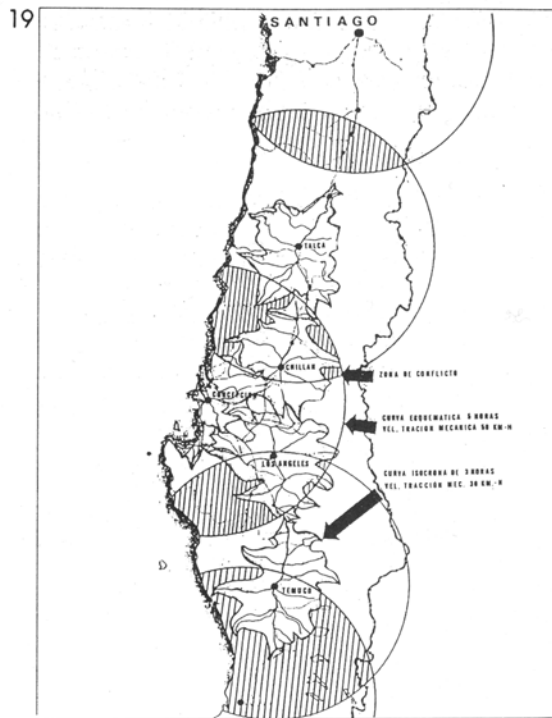 19
SANTIAGO
TALCA
CHILLAN
ZONA DE CONFLICTO
CONCEPCION
CURVA ESQUEMATICA 5 HORAS
VEL. TRACION MECANICA 50 KM-H
LOS ANGELES
CURVA ISOCRONA DE 3 HORAS
VEL. TRACCION MEC. 30 KM.-H
TEMUCO